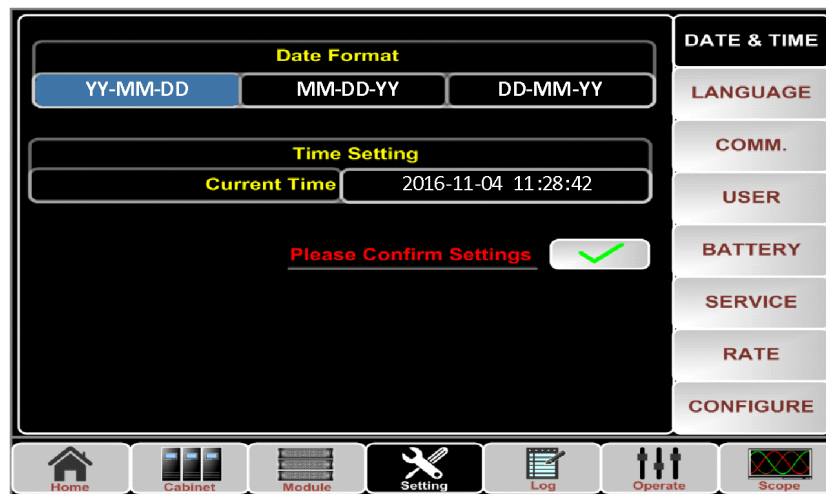 Date Format
YY-MM-DD MM-DD-YY DD-MM-YY
Time Setting
Current Time 2016-11-04 11:28:42
Please Confirm Settings
DATE & TIME
LANGUAGE
COMM.
USER
BATTERY
SERVICE
RATE
CONFIGURE
Home Cabinet Module Setting Log Operate Scope